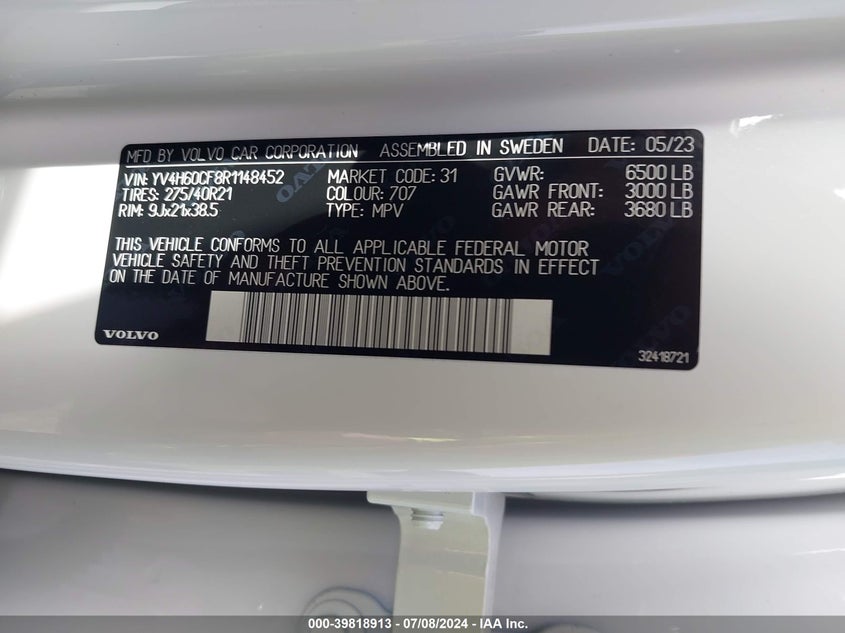 MFD BY VOLVO CAR CORPORATION ASSEMBLED IN SWEDEN DATE: 05/23
VIN: YV4H60CF8R1148452 MARKET CODE: 31 GVWR: 6500 LB
TIRES: 275/40R21 COLOUR: 707 GAWR FRONT: 3000 LB
RIM: 9Jx21x38.5 TYPE: MPV GAWR REAR: 3680 LB
THIS VEHICLE CONFORMS TO ALL APPLICABLE FEDERAL MOTOR
VEHICLE SAFETY AND THEFT PREVENTION STANDARDS IN EFFECT
ON THE DATE OF MANUFACTURE SHOWN ABOVE.
VOLVO
32418721
000-39818913 - 07/08/2024 - IAA Inc.